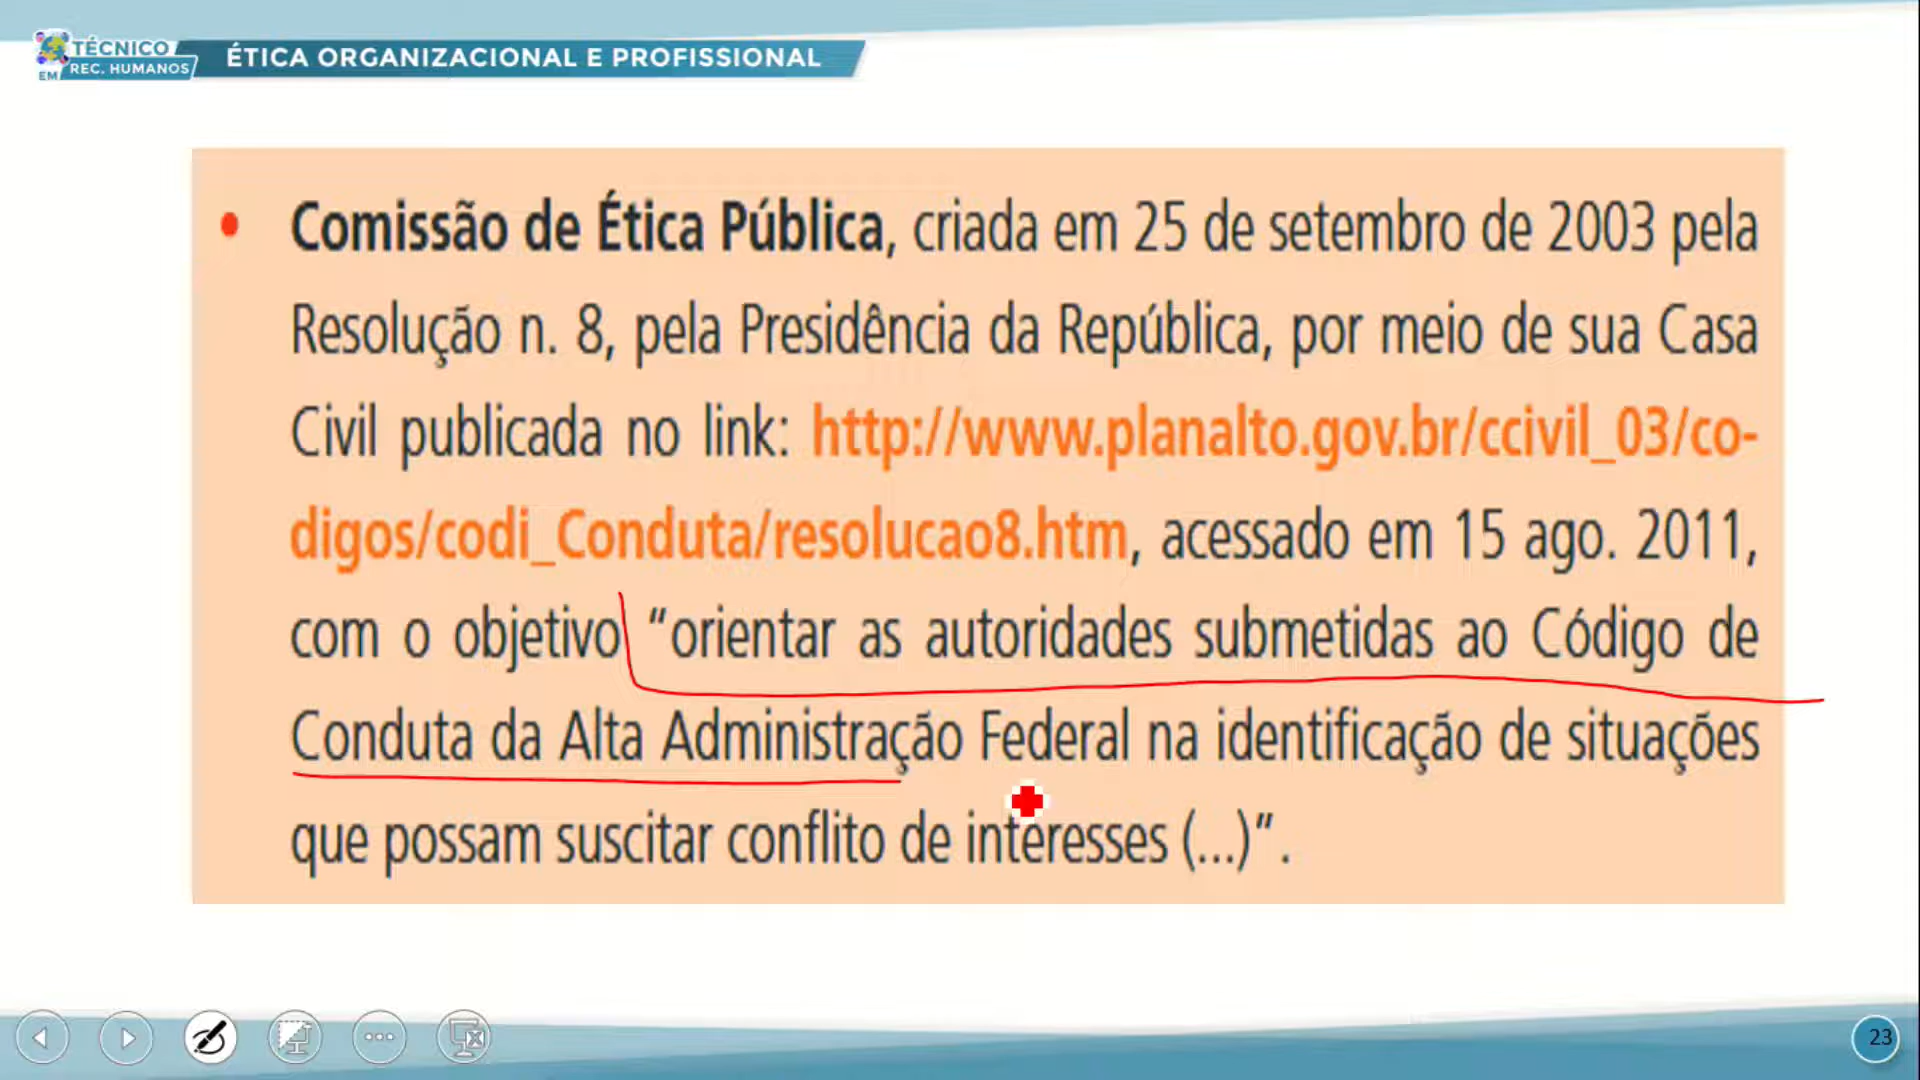 TÉCNICO
EM REC. HUMANOS
ÉTICA ORGANIZACIONAL E PROFISSIONAL
• Comissão de Ética Pública, criada em 25 de setembro de 2003 pela
Resolução n. 8, pela Presidência da República, por meio de sua Casa
Civil publicada no link: http://www.planalto.gov.br/ccivil_03/co-
digos/codi_Conduta/resolucao8.htm, acessado em 15 ago. 2011,
com o objetivo “orientar as autoridades submetidas ao Código de
Conduta da Alta Administração Federal na identificação de situações
que possam suscitar conflito de interesses (...)”.
23